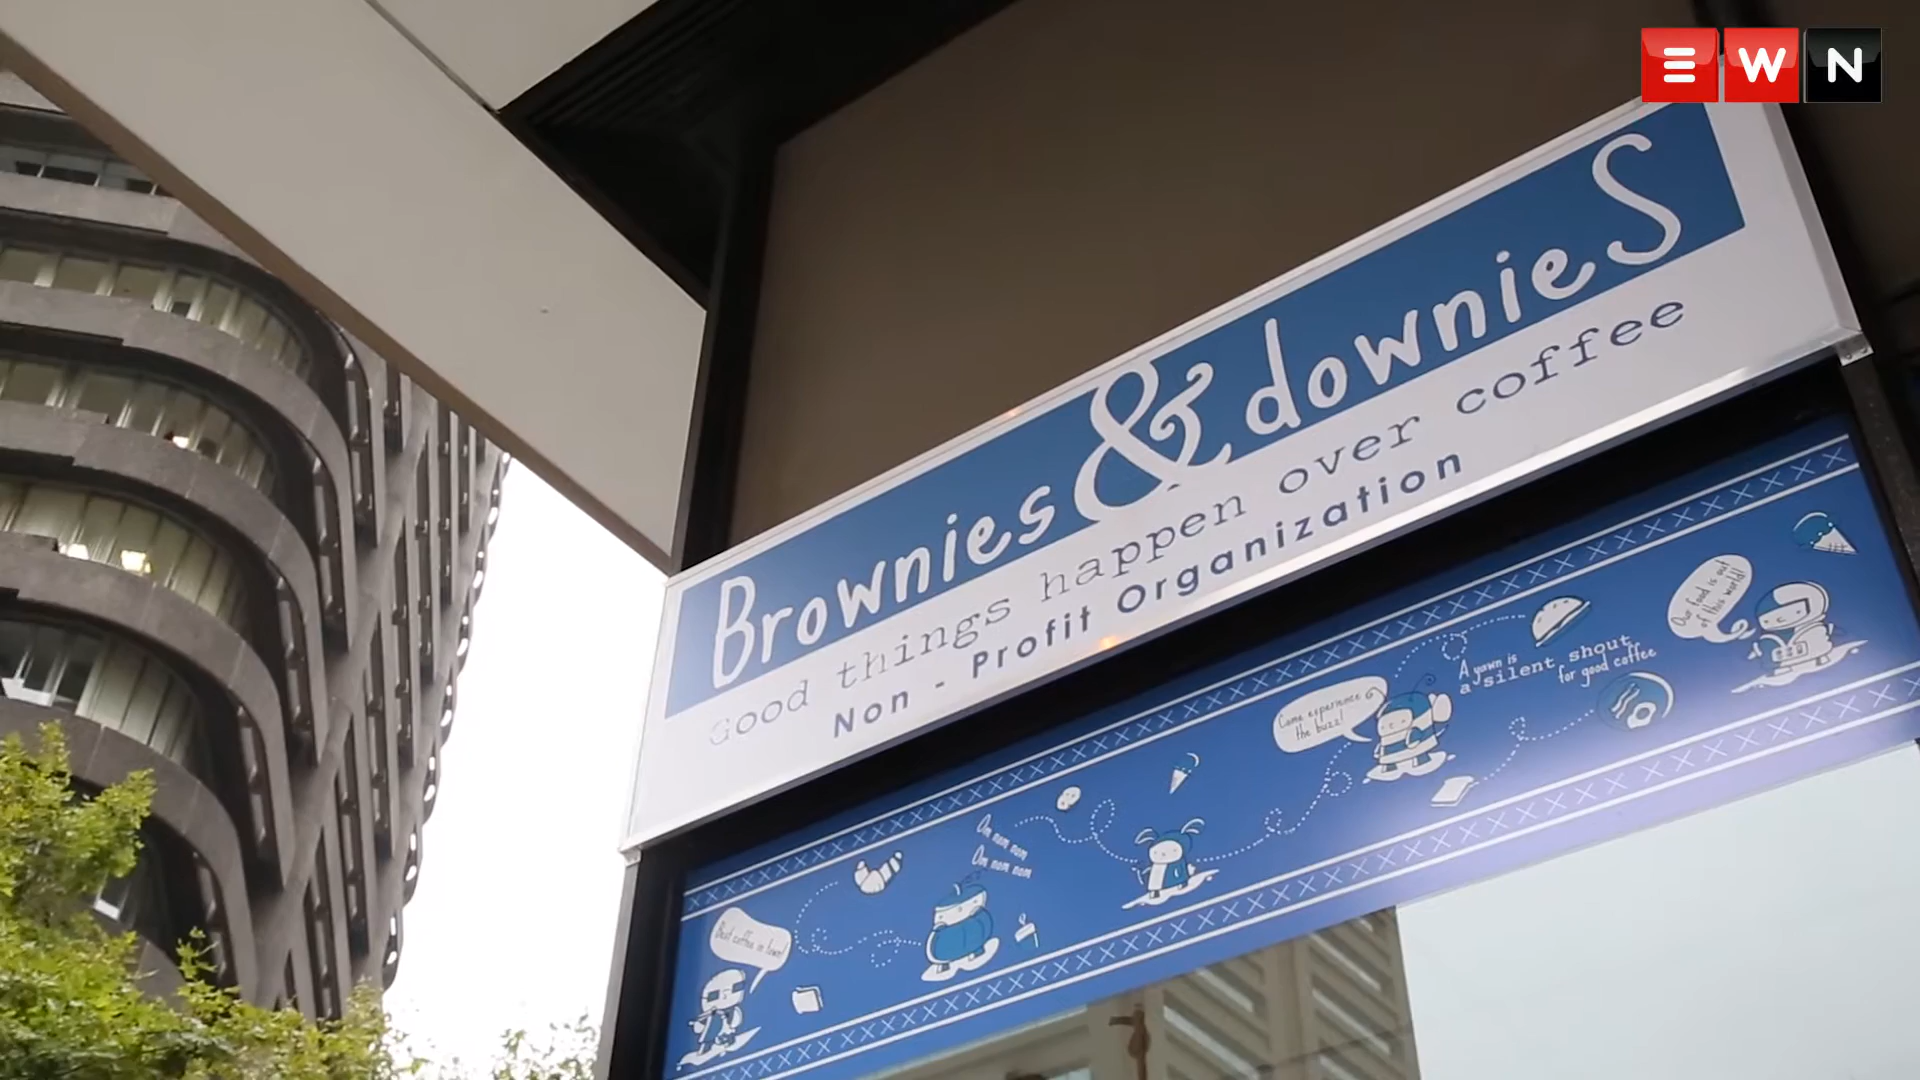 EWN
Brownies & downieS
Good things happen over coffee
Non - Profit Organization
Our food is out
of this world!
A yawn is
a silent shout
for good coffee
Come experience
the buzz!
Om nom nom
Om nom nom
Best coffee in town!